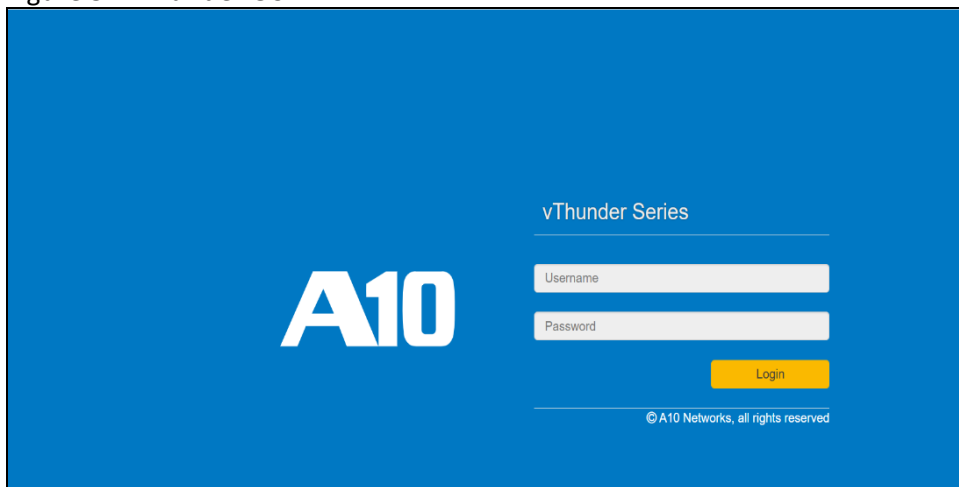 vThunder Series
Username
A10
Password
Login
© A10 Networks, all rights reserved